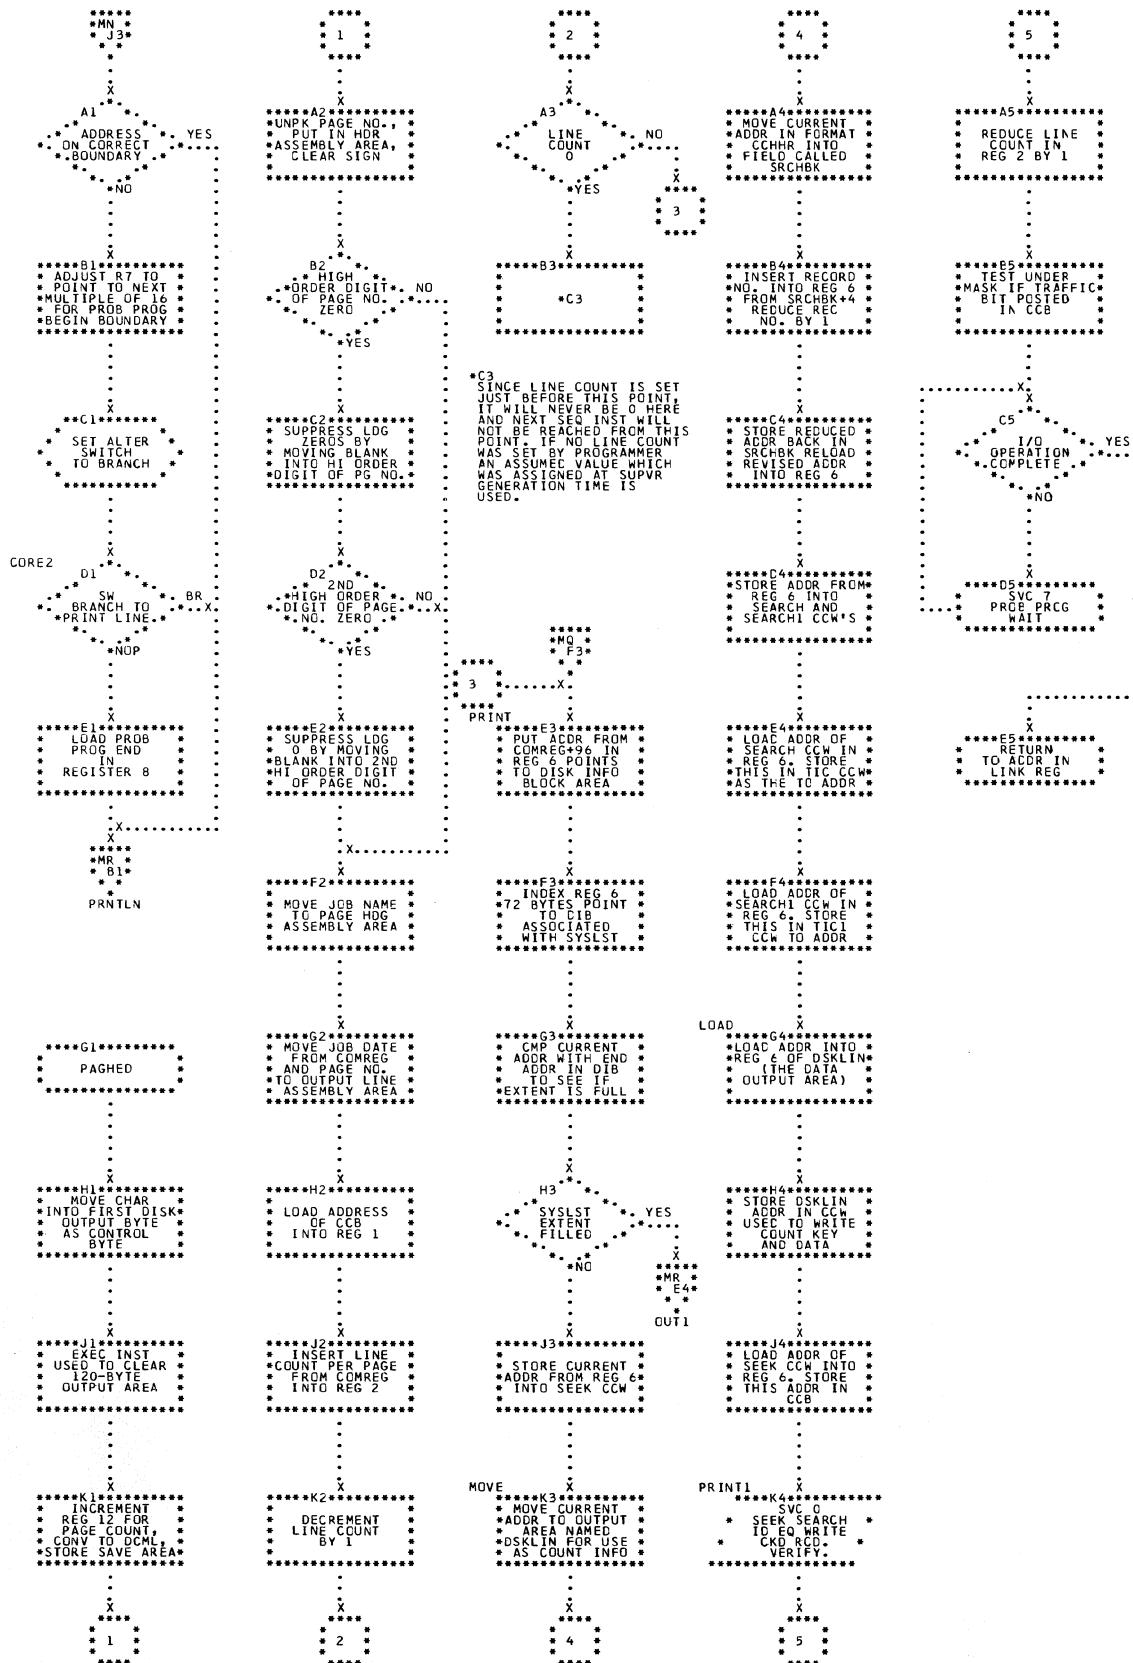 MN
J3
A1
ADDRESS
ON CORRECT
BOUNDARY
YES
NO
B1
ADJUST R7 TO
POINT TO NEXT
MULTIPLE OF 16
FOR PROB PROG
BEGIN BOUNDARY
C1
SET ALTER
SWITCH
TO BRANCH
CORE2
D1
SW
BRANCH TO
PRINT LINE.
BR
NOP
E1
LOAD PROB
PROG END
IN
REGISTER 8
MR
B1
PRNTLN
G1
PAGHED
H1
MOVE CHAR
INTO FIRST DISK
OUTPUT BYTE
AS CONTROL
BYTE
J1
EXEC INST
USED TO CLEAR
120-BYTE
OUTPUT AREA
K1
INCREMENT
REG 12 FOR
PAGE COUNT,
CONV TO DCML,
STORE SAVE AREA
1
1
A2
UNPK PAGE NO.,
PUT IN HDR
ASSEMBLY AREA,
CLEAR SIGN
B2
HIGH
ORDER DIGIT
OF PAGE NO.
ZERO
NO
YES
C2
SUPPRESS LDG
ZEROS BY
MOVING BLANK
INTO HI ORDER
DIGIT OF PG NO.
D2
2ND
HIGH ORDER
DIGIT OF PAGE
NO. ZERO
NO
YES
E2
SUPPRESS LDG
0 BY MOVING
BLANK INTO 2ND
HI ORDER DIGIT
OF PAGE NO.
F2
MOVE JOB NAME
TO PAGE HDG
ASSEMBLY AREA
G2
MOVE JOB DATE
FROM COMREG
AND PAGE NO.
TO OUTPUT LINE
ASSEMBLY AREA
H2
LOAD ADDRESS
OF CCB
INTO REG 1
J2
INSERT LINE
COUNT PER PAGE
FROM COMREG
INTO REG 2
K2
DECREMENT
LINE COUNT
BY 1
2
2
A3
LINE
COUNT
0
NO
YES
3
B3
*C3
*C3
SINCE LINE COUNT IS SET
JUST BEFORE THIS POINT,
IT WILL NEVER BE 0 HERE
AND NEXT SEQ INST WILL
NOT BE REACHED FROM THIS
POINT. IF NO LINE COUNT
WAS SET BY PROGRAMMER
AN ASSUMEC VALUE WHICH
WAS ASSIGNED AT SUPVR
GENERATION TIME IS
USED.
MQ
F3
3
PRINT
E3
PUT ADDR FROM
COMREG+96 IN
REG 6 POINTS
TO DISK INFO
BLOCK AREA
F3
INDEX REG 6
72 BYTES POINT
TO DIB
ASSOCIATED
WITH SYSLST
G3
CMP CURRENT
ADDR WITH END
ADDR IN DIB
TO SEE IF
EXTENT IS FULL
H3
SYSLST
EXTENT
FILLED
YES
NO
MR
E4
OUT1
J3
STORE CURRENT
ADDR FROM REG 6
INTO SEEK CCW
MOVE
K3
MOVE CURRENT
ADDR TO OUTPUT
AREA NAMED
DSKLIN FOR USE
AS COUNT INFO
4
4
A4
MOVE CURRENT
ADDR IN FORMAT
CCHHR INTO
FIELD CALLED
SRCHBK
B4
INSERT RECORD
NO. INTO REG 6
FROM SRCHBK+4
REDUCE REC
NO. BY 1
C4
STORE REDUCED
ADDR BACK IN
SRCHBK RELOAD
REVISED ADDR
INTO REG 6
D4
STORE ADDR FROM
REG 6 INTO
SEARCH AND
SEARCH1 CCW'S
E4
LOAD ADDR OF
SEARCH CCW IN
REG 6. STORE
THIS IN TIC CCW
AS THE TO ADDR
F4
LOAD ADDR OF
SEARCH1 CCW IN
REG 6. STORE
THIS IN TIC1
CCW TO ADDR
LOAD
G4
LOAD ADDR INTO
REG 6 OF DSKLIN
(THE DATA
OUTPUT AREA)
H4
STORE DSKLIN
ADDR IN CCW
USED TO WRITE
COUNT KEY
AND DATA
J4
LOAD ADDR OF
SEEK CCW INTO
REG 6. STORE
THIS ADDR IN
CCB
PRINT1
K4
SVC 0
SEEK SEARCH
ID EQ WRITE
CKD RCD.
VERIFY.
5
5
A5
REDUCE LINE
COUNT IN
REG 2 BY 1
B5
TEST UNDER
MASK IF TRAFFIC
BIT POSTED
IN CCB
C5
I/O
OPERATION
COMPLETE
YES
NO
D5
SVC 7
PROB PRCG
WAIT
E5
RETURN
TO ADDR IN
LINK REG